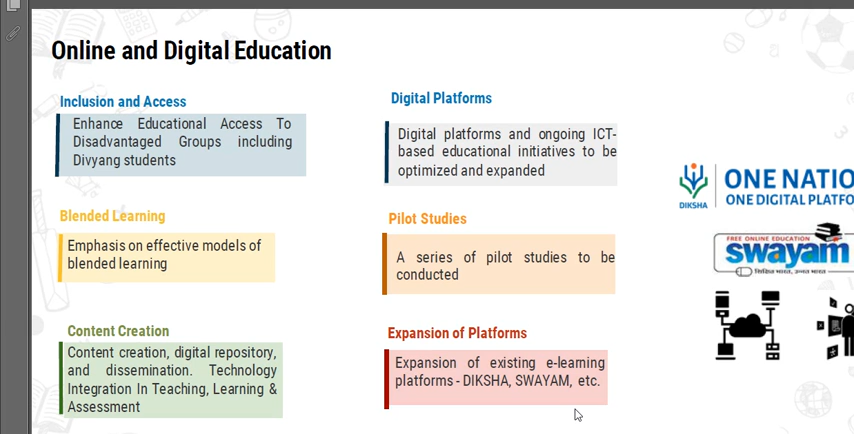 Online and Digital Education
Inclusion and Access
Enhance Educational Access To
Disadvantaged Groups including
Divyang students
Digital Platforms
Digital platforms and ongoing ICT-
based educational initiatives to be
optimized and expanded
Blended Learning
Emphasis on effective models of
blended learning
Pilot Studies
A series of pilot studies to be
conducted
Content Creation
Content creation, digital repository,
and dissemination. Technology
Integration In Teaching, Learning &
Assessment
Expansion of Platforms
Expansion of existing e-learning
platforms - DIKSHA, SWAYAM, etc.
DIKSHA
ONE NATIO
ONE DIGITAL PLATFO
FREE ONLINE EDUCATION
swayam
शिक्षित भारत, उन्नत भारत